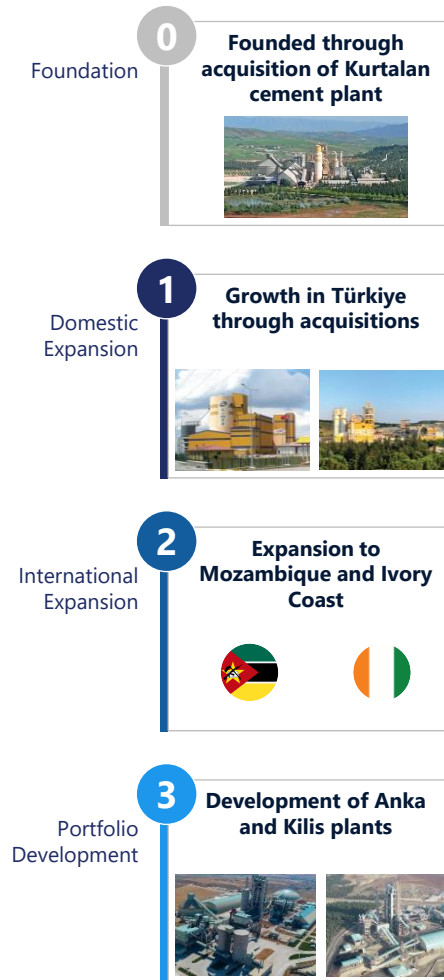 0
Foundation
Founded through
acquisition of Kurtalan
cement plant
1
Domestic
Expansion
Growth in Türkiye
through acquisitions
2
International
Expansion
Expansion to
Mozambique and Ivory
Coast
3
Portfolio
Development
Development of Anka
and Kilis plants